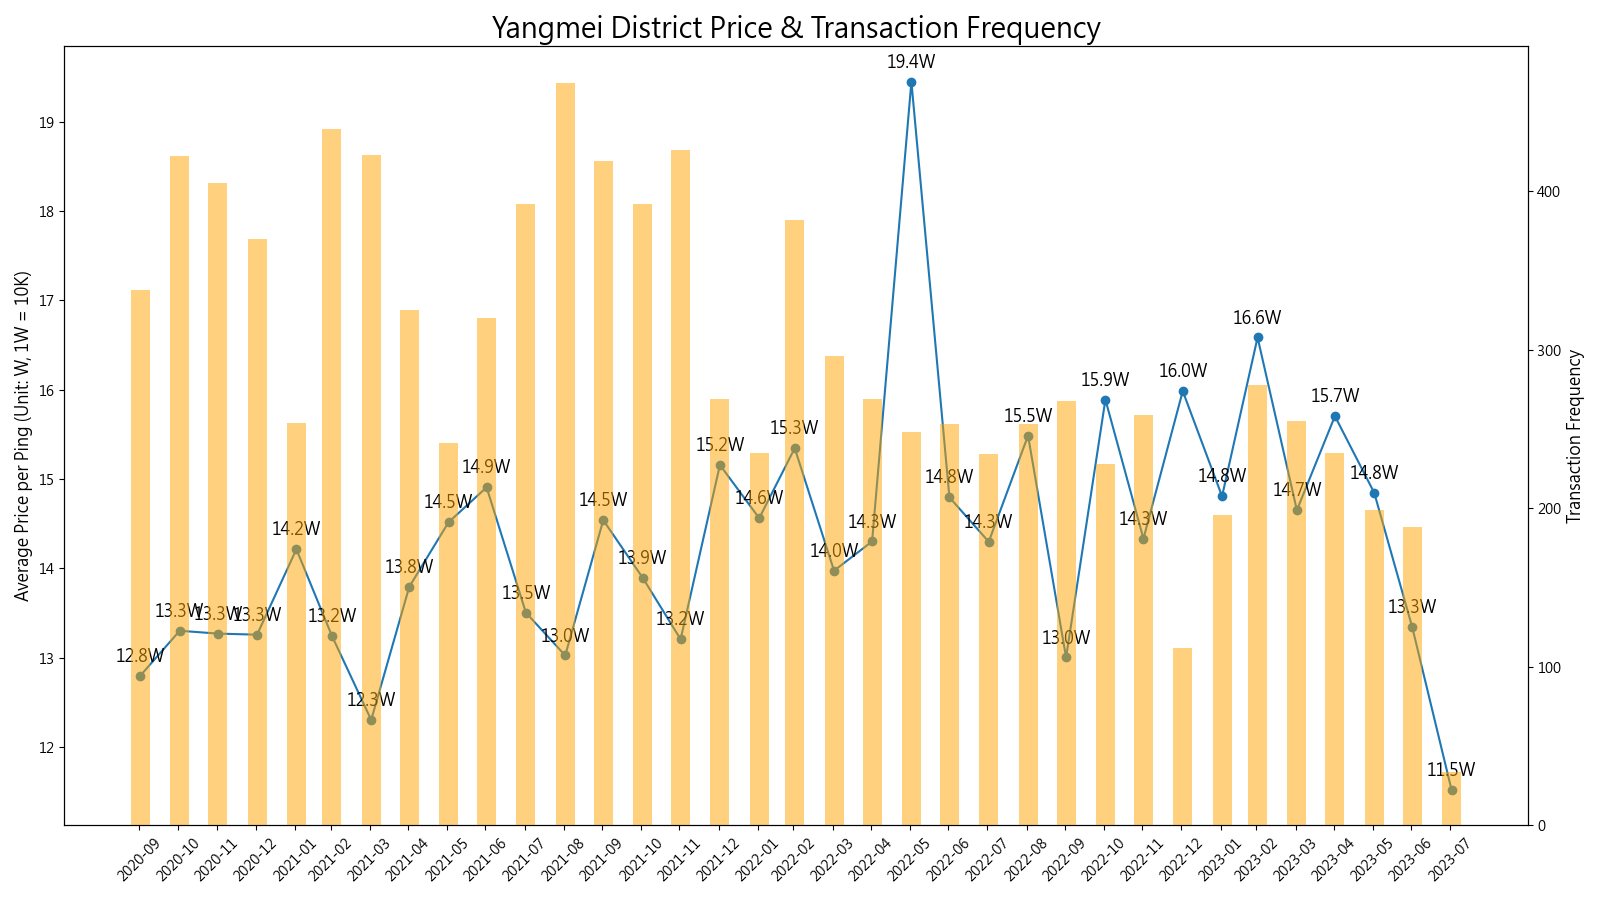 Yangmei District Price & Transaction Frequency
Average Price per Ping (Unit: W, 1W = 10K)
19
18
17
16
15
14
13
12
12.8W
13.3W
13.3W
13.3W
14.2W
13.2W
12.3W
13.8W
14.5W
14.9W
13.5W
13.0W
14.5W
13.9W
13.2W
15.2W
14.6W
15.3W
14.0W
14.3W
19.4W
14.8W
14.3W
15.5W
13.0W
15.9W
14.3W
16.0W
14.8W
16.6W
14.7W
15.7W
14.8W
13.3W
11.5W
400
300
200
100
0
Transaction Frequency
2020-09
2020-10
2020-11
2020-12
2021-01
2021-02
2021-03
2021-04
2021-05
2021-06
2021-07
2021-08
2021-09
2021-10
2021-11
2021-12
2022-01
2022-02
2022-03
2022-04
2022-05
2022-06
2022-07
2022-08
2022-09
2022-10
2022-11
2022-12
2023-01
2023-02
2023-03
2023-04
2023-05
2023-06
2023-07